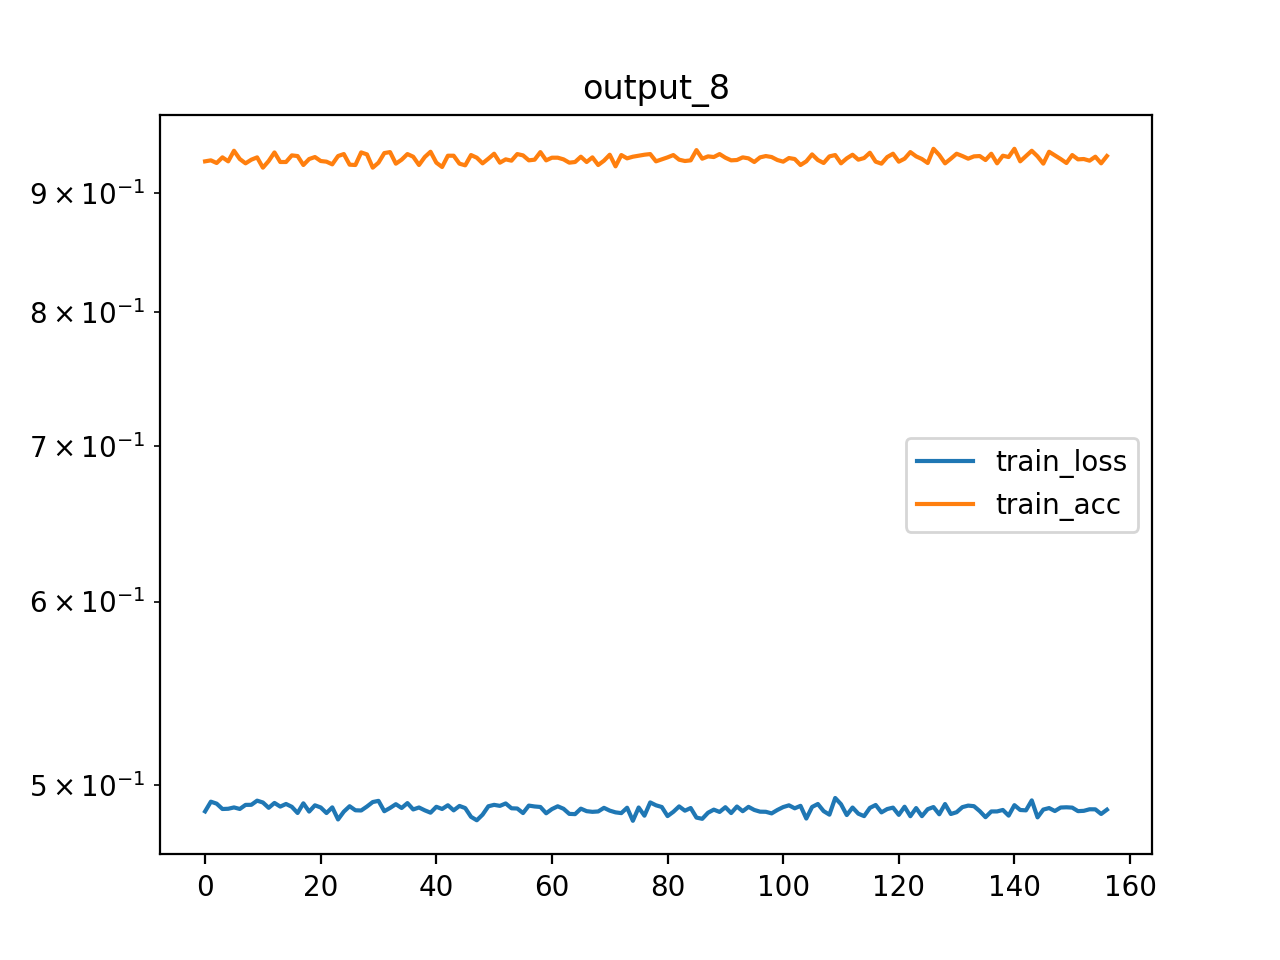 output_8
9 × 10⁻¹
8 × 10⁻¹
7 × 10⁻¹
6 × 10⁻¹
5 × 10⁻¹
train_loss
train_acc
0 20 40 60 80 100 120 140 160